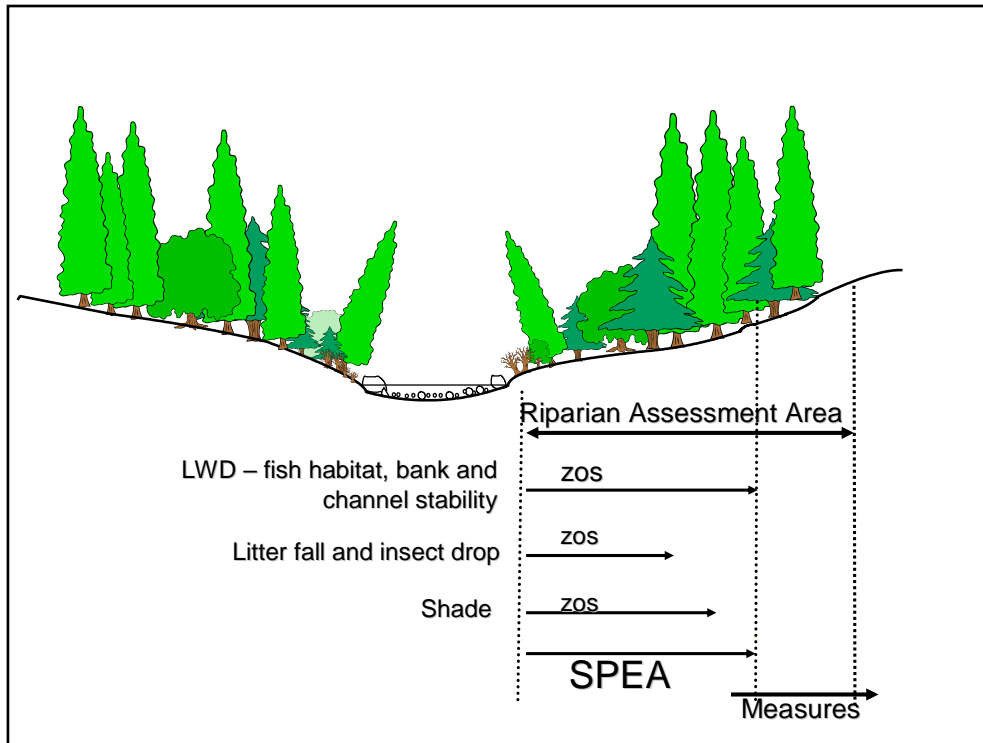 Riparian Assessment Area
LWD – fish habitat, bank and
channel stability
zos
Litter fall and insect drop
zos
Shade
zos
SPEA
Measures